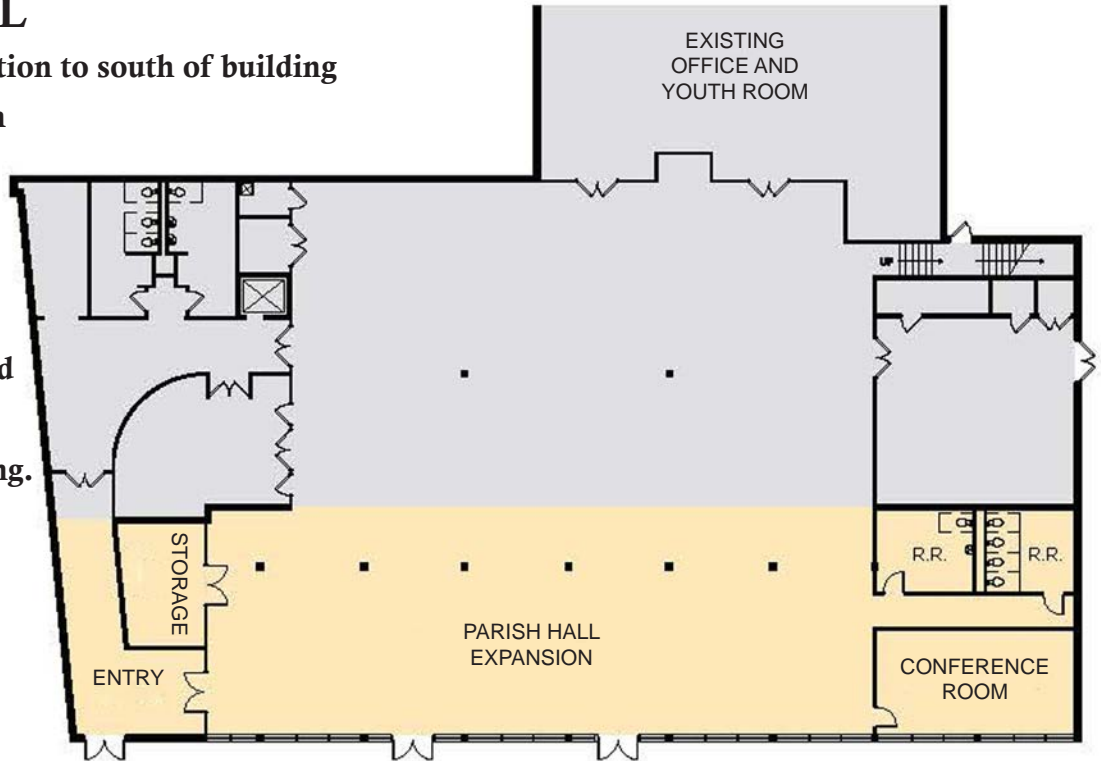 L
tion to south of building
n
d
ng.
EXISTING
OFFICE AND
YOUTH ROOM
UP
STORAGE
R.R.
R.R.
PARISH HALL
EXPANSION
ENTRY
CONFERENCE
ROOM